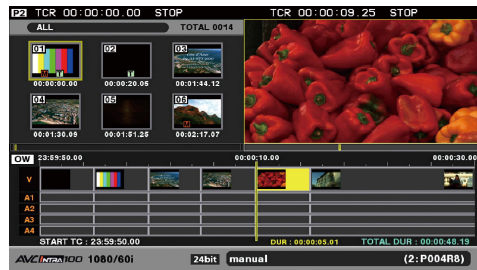 P2 TCR 00:00:00.00 STOP TCR 00:00:09.25 STOP
ALL TOTAL 0014
01 02 03
00:00:00.00 00:00:20.05 00:01:44.12
04 05 06
00:01:30.09 00:01:51.25 00:02:17.07
OW 23:59:50.00 00:00:10.00 00:00:30.00
V
A1
A2
A3
A4
START TC : 23:59:50.00 DUR : 00:00:05.01 TOTAL DUR : 00:00:48.19
AVC INTRA 100 1080/60i 24bit manual (2:P004R8)